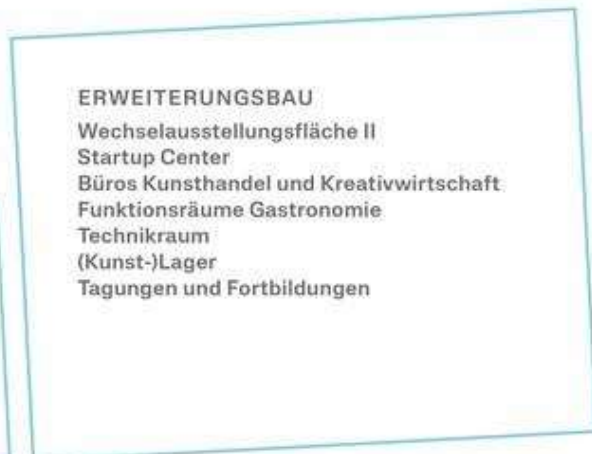 ERWEITERUNGSBAU
Wechselausstellungsfläche II
Startup Center
Büros Kunsthandel und Kreativwirtschaft
Funktionsräume Gastronomie
Technikraum
(Kunst-)Lager
Tagungen und Fortbildungen